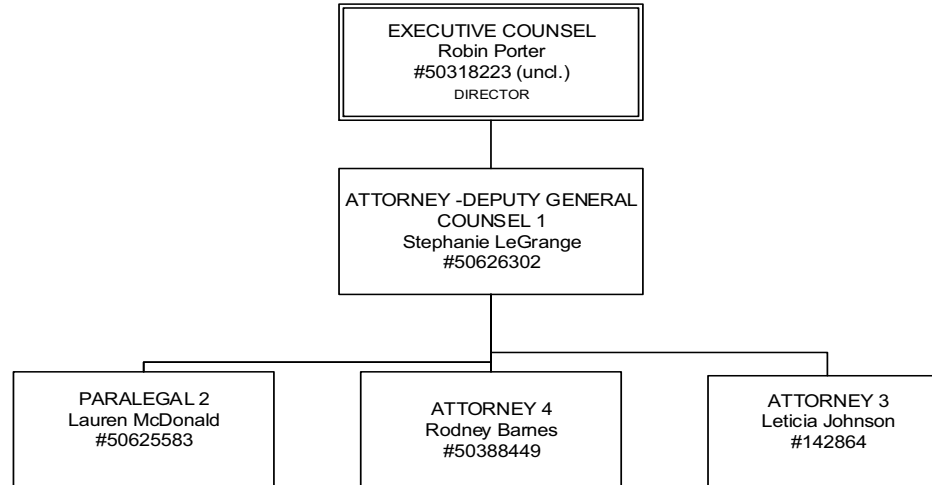 EXECUTIVE COUNSEL
Robin Porter
#50318223 (uncl.)
DIRECTOR
ATTORNEY -DEPUTY GENERAL
COUNSEL 1
Stephanie LeGrange
#50626302
PARALEGAL 2
Lauren McDonald
#50625583
ATTORNEY 4
Rodney Barnes
#50388449
ATTORNEY 3
Leticia Johnson
#142864